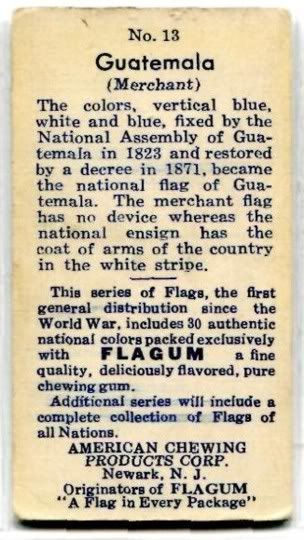 No. 13
Guatemala
(Merchant)
The colors, vertical blue,
white and blue, fixed by the
National Assembly of Gua-
temala in 1823 and restored
by a decree in 1871, became
the national flag of Gua-
temala. The merchant flag
has no device whereas the
national ensign has the
coat of arms of the country
in the white stripe.
This series of Flags, the first
general distribution since the
World War, includes 30 authentic
national colors packed exclusively
with FLAGUM a fine
quality, deliciously flavored, pure
chewing gum.
Additional series will include a
complete collection of Flags of
all Nations.
AMERICAN CHEWING
PRODUCTS CORP.
Newark, N. J.
Originators of FLAGUM
"A Flag in Every Package"